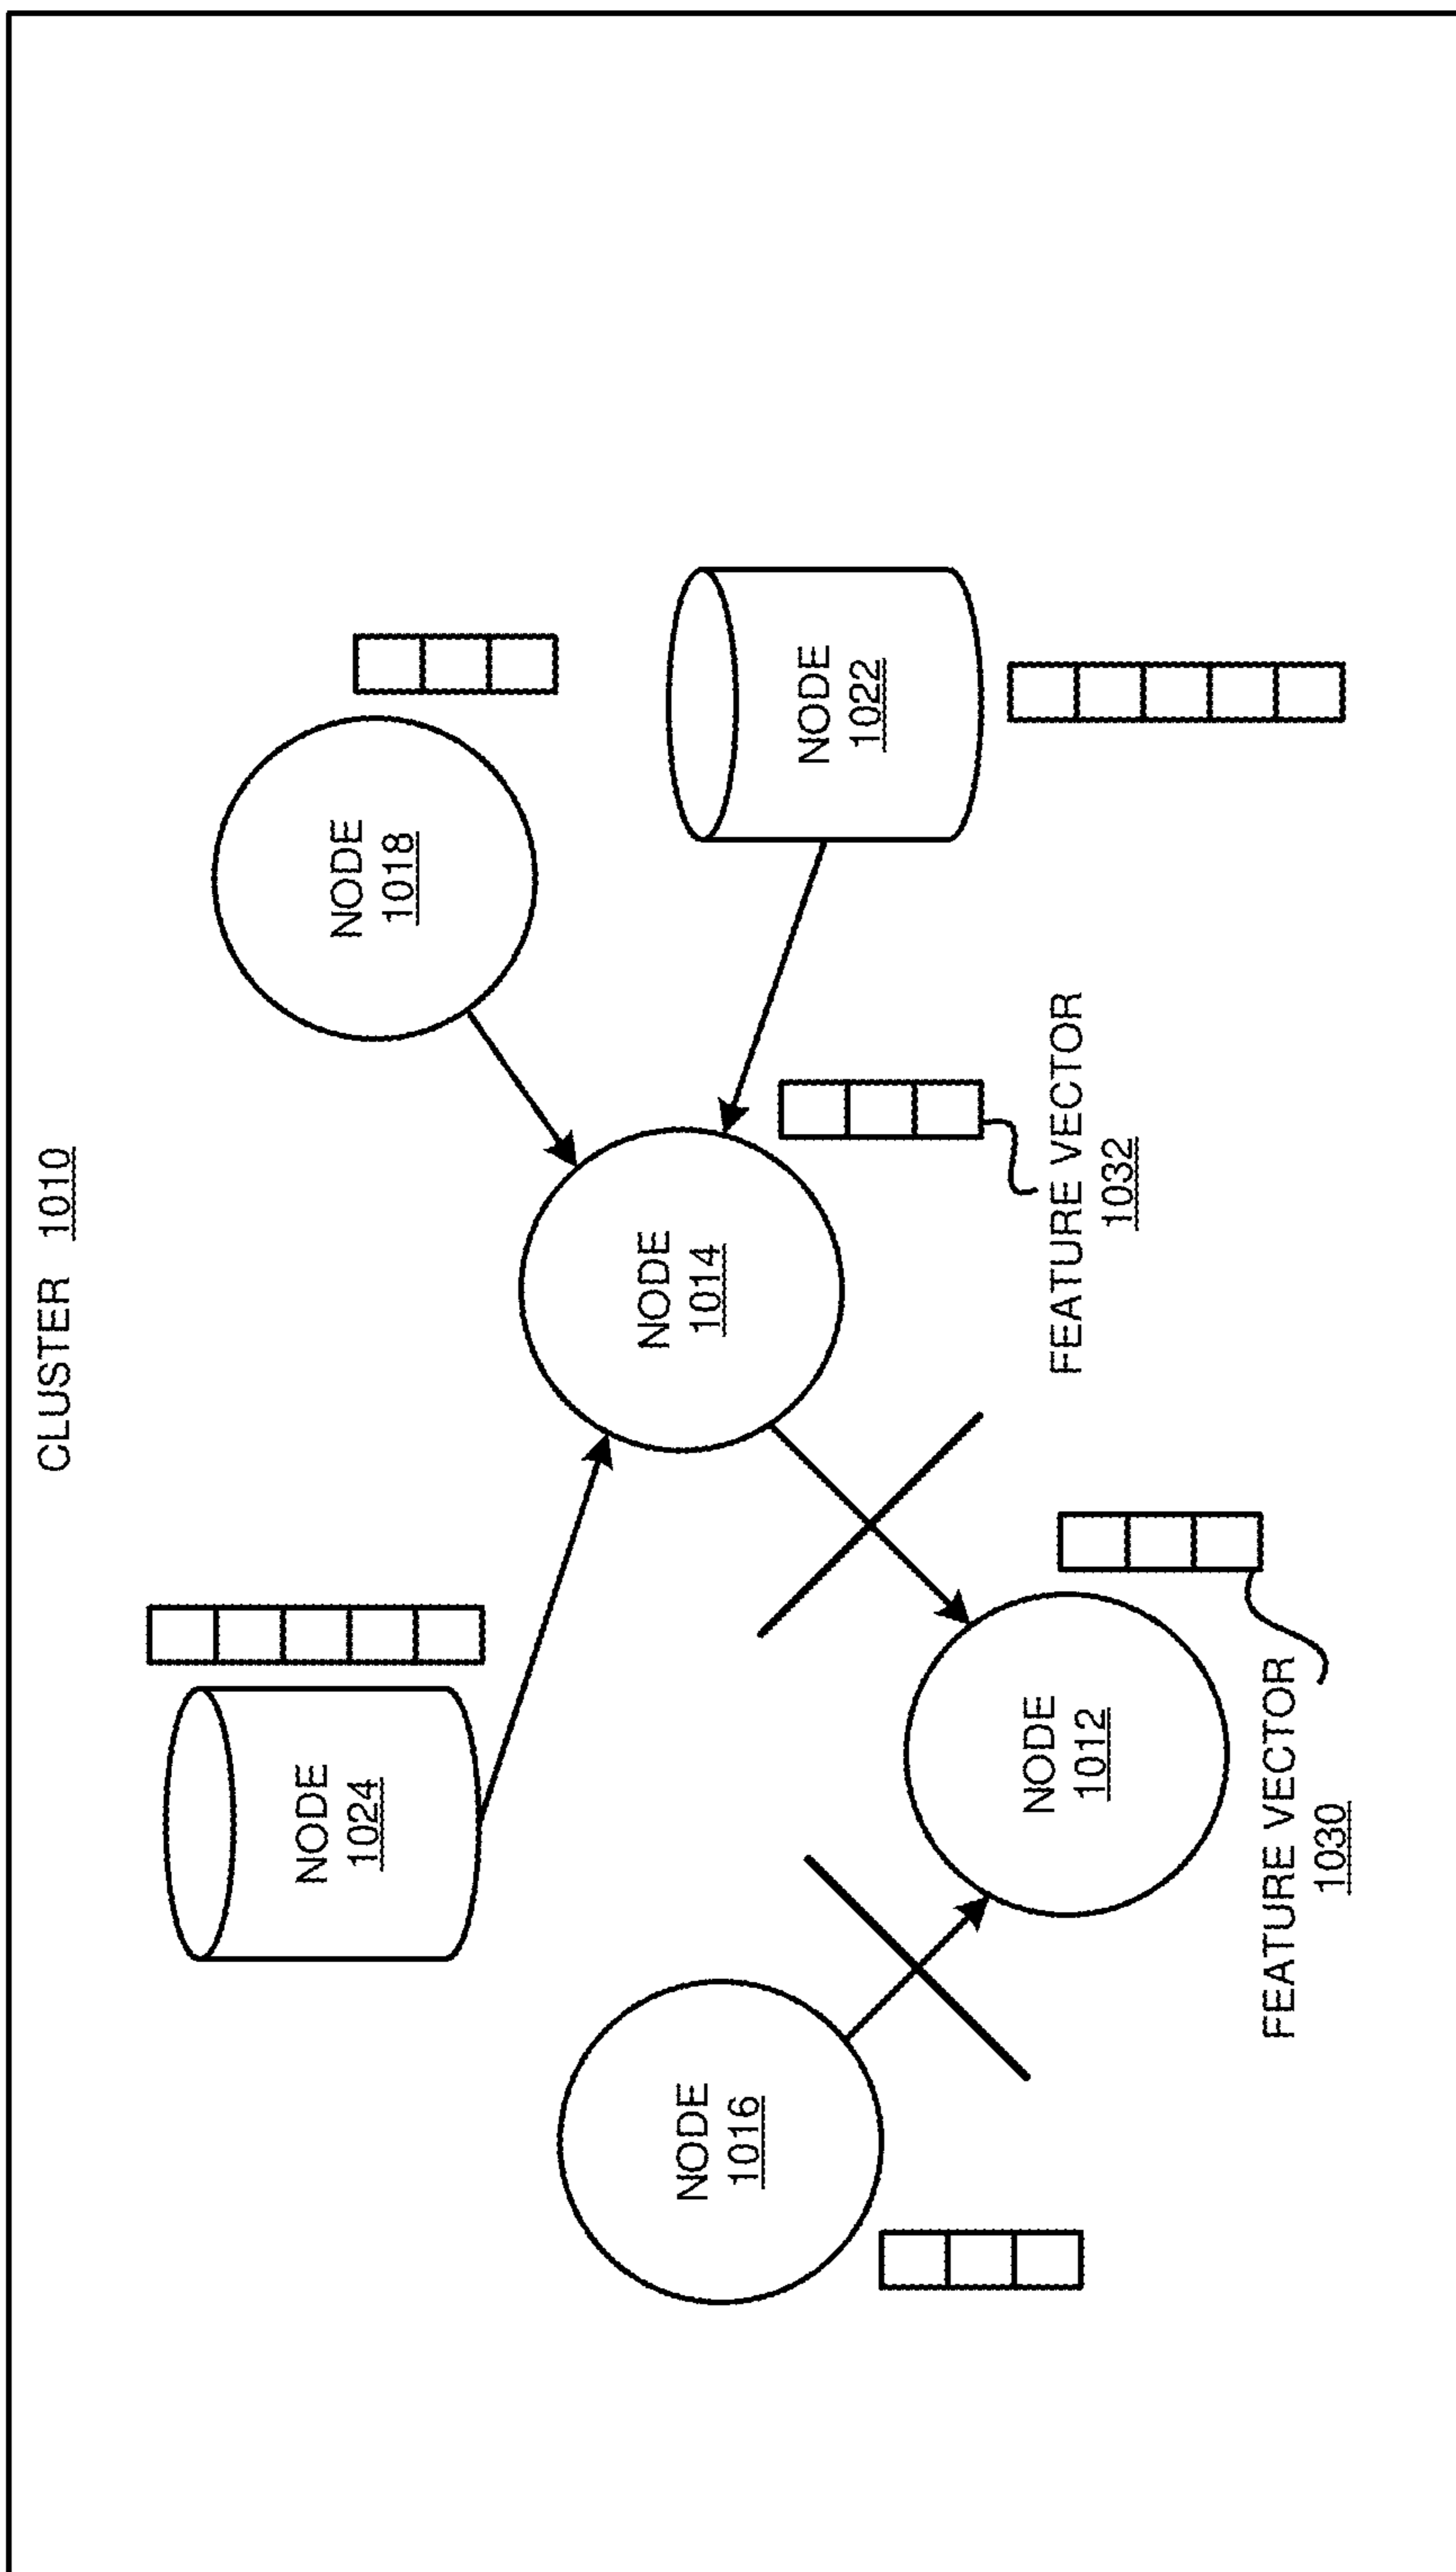 CLUSTER 1010
NODE
1024
NODE
1018
NODE
1016
NODE
1014
NODE
1022
NODE
1012
FEATURE VECTOR
1032
FEATURE VECTOR
1030